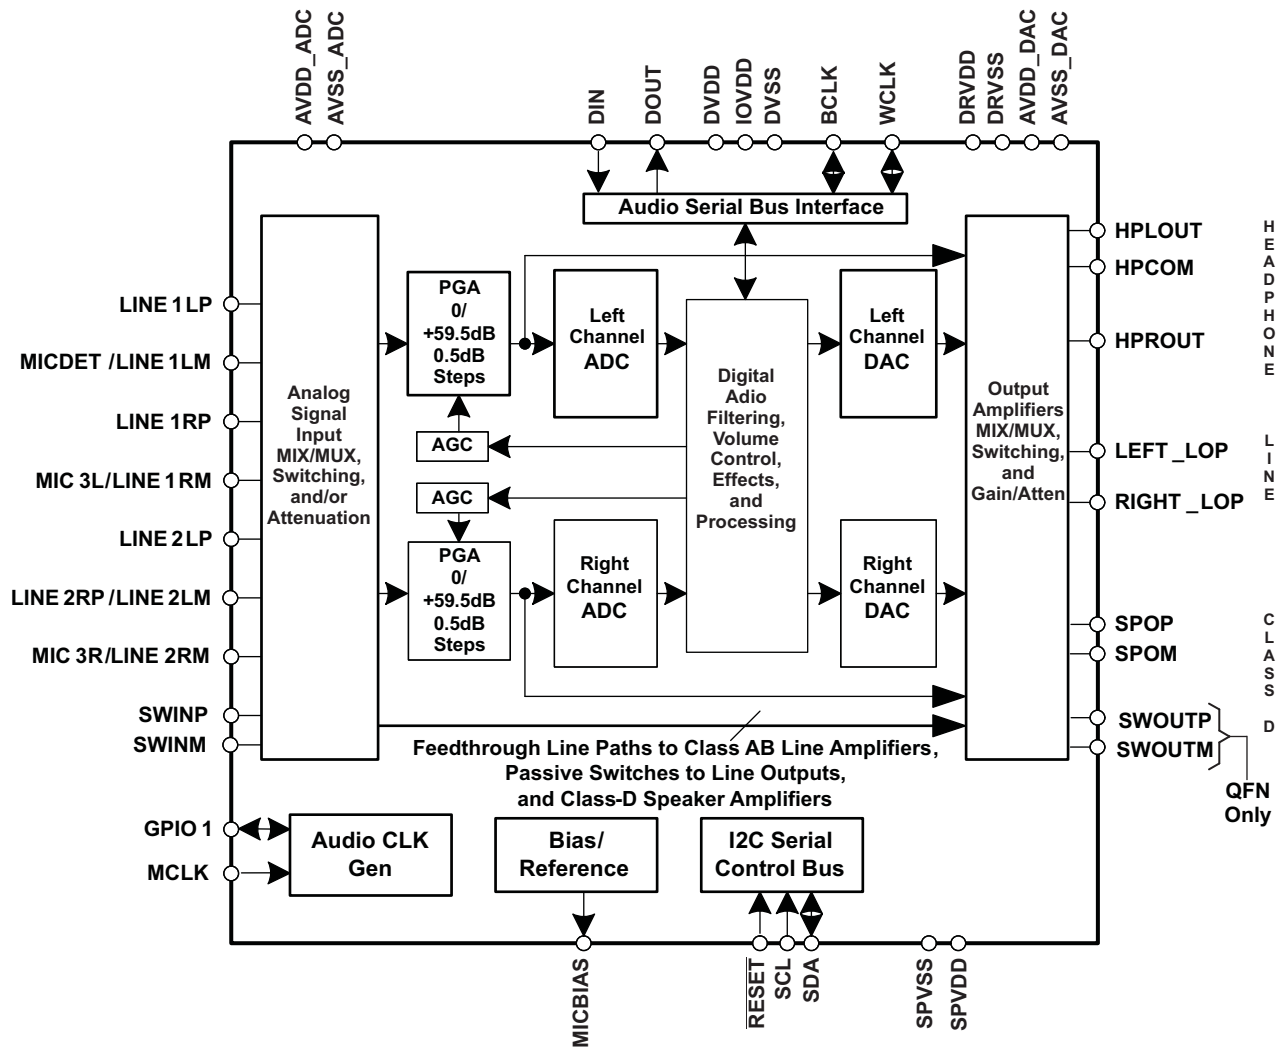 AVDD_ADC
AVSS_ADC
DIN
DOUT
DVDD
IOVDD
DVSS
BCLK
WCLK
DRVDD
DRVSS
AVDD_DAC
AVSS_DAC
Audio Serial Bus Interface
LINE 1LP
MICDET /LINE 1LM
LINE 1RP
MIC 3L/LINE 1RM
LINE 2LP
LINE 2RP /LINE 2LM
MIC 3R/LINE 2RM
SWINP
SWINM
GPIO 1
MCLK
Analog
Signal
Input
MIX/MUX,
Switching,
and/or
Attenuation
PGA
0/
+59.5dB
0.5dB
Steps
AGC
AGC
PGA
0/
+59.5dB
0.5dB
Steps
Left
Channel
ADC
Right
Channel
ADC
Digital
Adio
Filtering,
Volume
Control,
Effects,
and
Processing
Left
Channel
DAC
Right
Channel
DAC
Output
Amplifiers
MIX/MUX,
Switching,
and
Gain/Atten
HPLOUT
HPCOM
HPROUT
LEFT _LOP
RIGHT _LOP
SPOP
SPOM
SWOUTP
SWOUTM
HEADPHONE
LINE
CLASS D
QFN
Only
Feedthrough Line Paths to Class AB Line Amplifiers,
Passive Switches to Line Outputs,
and Class-D Speaker Amplifiers
Audio CLK
Gen
Bias/
Reference
I2C Serial
Control Bus
MICBIAS
RESET
SCL
SDA
SPVSS
SPVDD